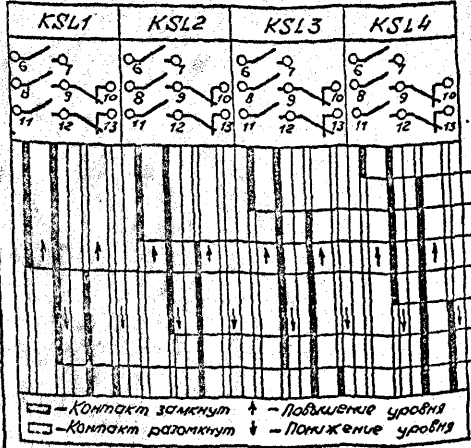 KSL1 KSL2 KSL3 KSL4
6 7 6 7 6 7 6 7
8 9 10 8 9 10 8 9 10 8 9 10
11 12 13 11 12 13 11 12 13 11 12 13
– Контакт замкнут ↑ – Повышение уровня
– Контакт разомкнут ↓ – Понижение уровня